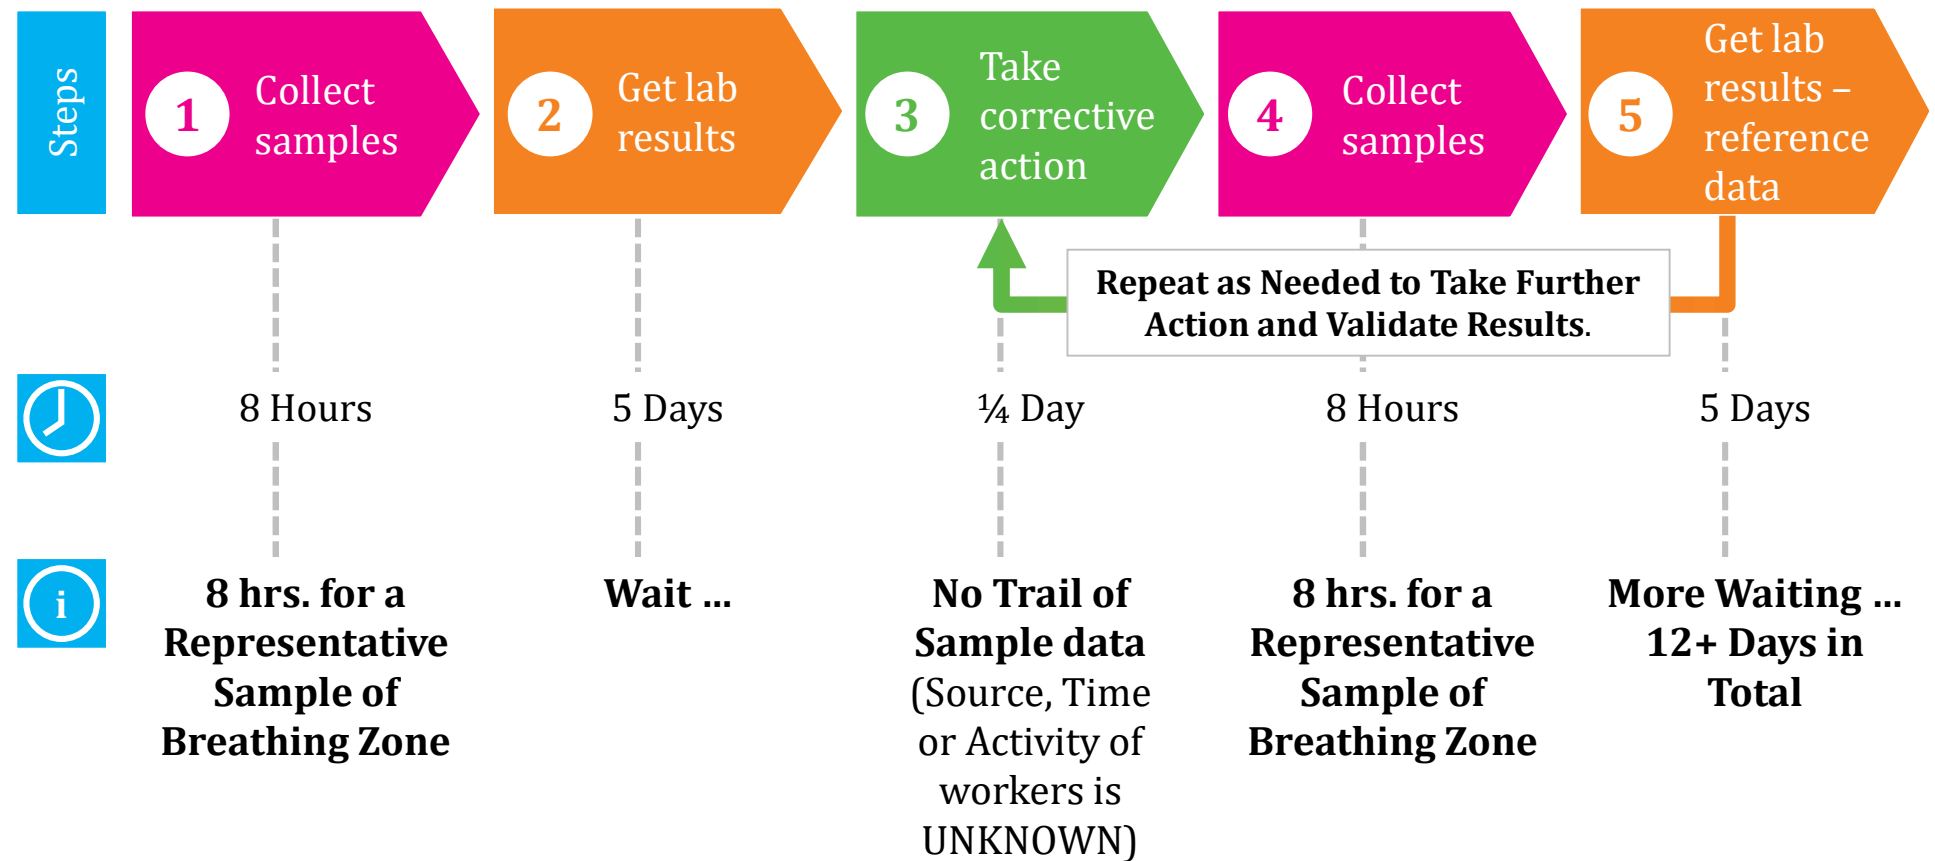 Steps
1
Collect
samples
2
Get lab
results
3
Take
corrective
action
4
Collect
samples
5
Get lab
results –
reference
data
Repeat as Needed to Take Further
Action and Validate Results.
8 Hours
5 Days
¼ Day
8 Hours
5 Days
i
8 hrs. for a
Representative
Sample of
Breathing Zone
Wait ...
No Trail of
Sample data
(Source, Time
or Activity of
workers is
UNKNOWN)
8 hrs. for a
Representative
Sample of
Breathing Zone
More Waiting ...
12+ Days in
Total